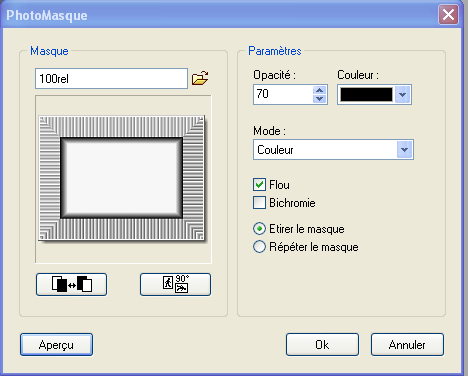 PhotoMasque
Masque
100rel
90°
Aperçu
Paramètres
Opacité :
Couleur :
70
Mode :
Couleur
Flou
Bichromie
Etirer le masque
Répéter le masque
Ok
Annuler